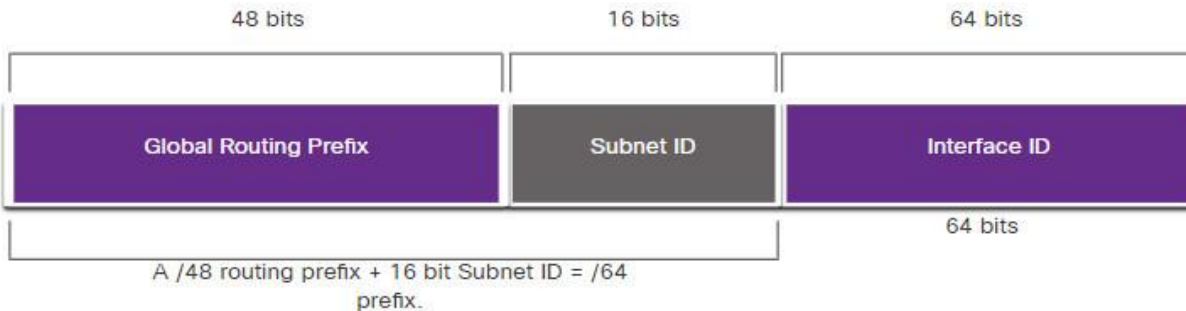 48 bits
16 bits
64 bits
Global Routing Prefix
Subnet ID
Interface ID
64 bits
A /48 routing prefix + 16 bit Subnet ID = /64
prefix.